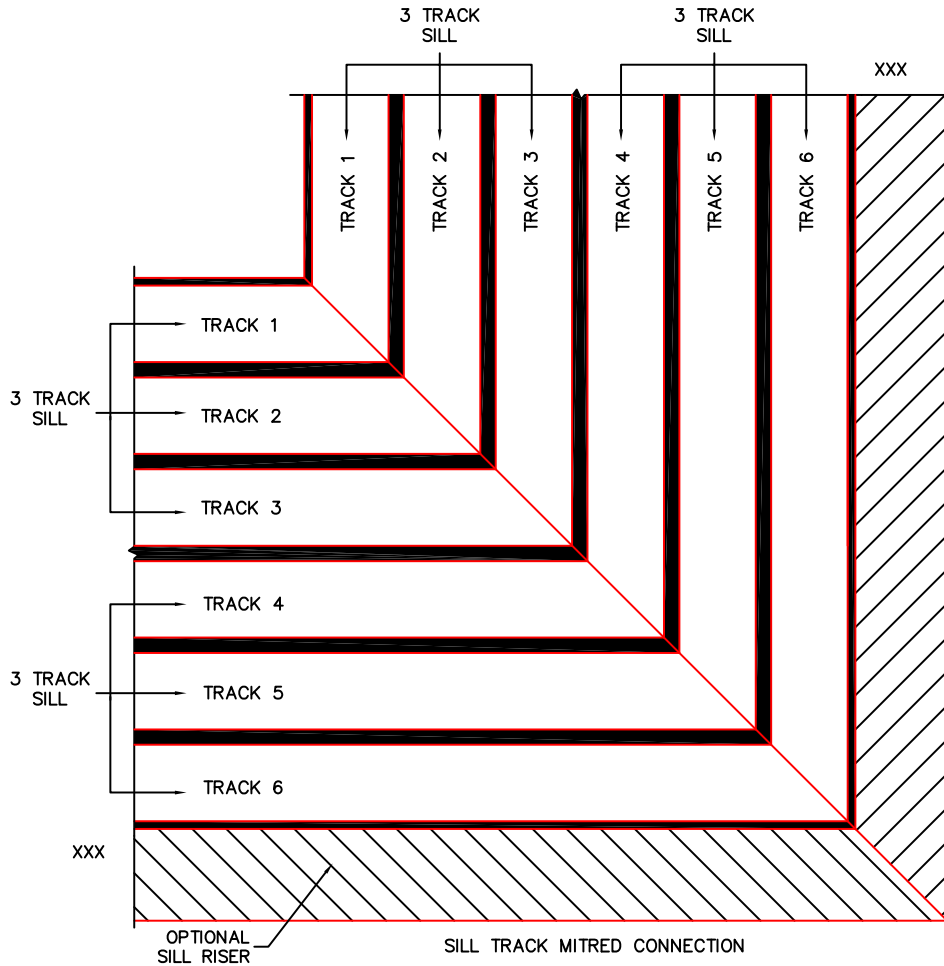 3 TRACK
SILL
3 TRACK
SILL
XXX
TRACK 1
TRACK 2
TRACK 3
TRACK 4
TRACK 5
TRACK 6
TRACK 1
3 TRACK
SILL
TRACK 2
TRACK 3
TRACK 4
3 TRACK
SILL
TRACK 5
TRACK 6
XXX
OPTIONAL
SILL RISER
SILL TRACK MITRED CONNECTION